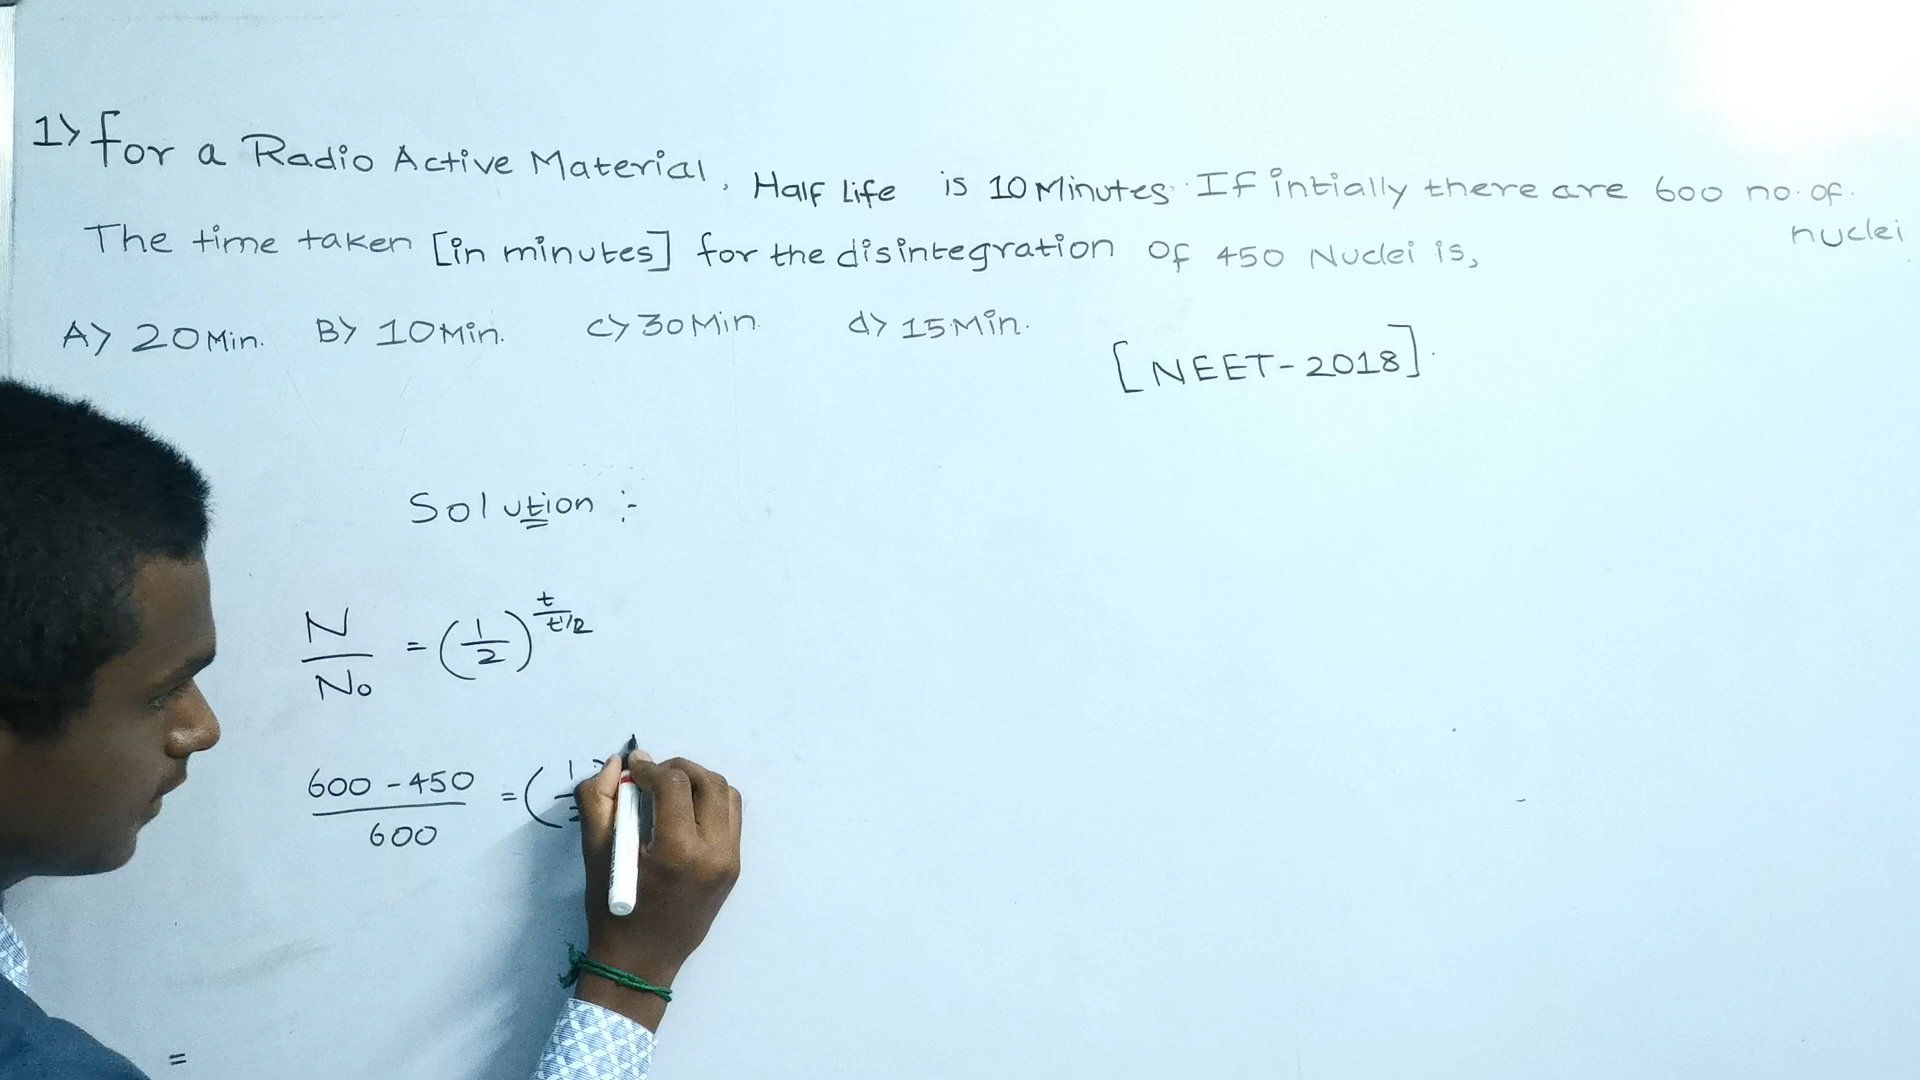 1> For a Radio Active Material, Half Life is 10 Minutes. If intially there are 600 no. of. nuclei
The time taken [in minutes] for the disintegration of 450 Nuclei is,
A> 20 Min. B> 10 Min. C> 30 Min. d> 15 Min.
[NEET-2018].
Solution :-
N/No = (1/2)^t/t1/2
600 - 450/600 = (1
=